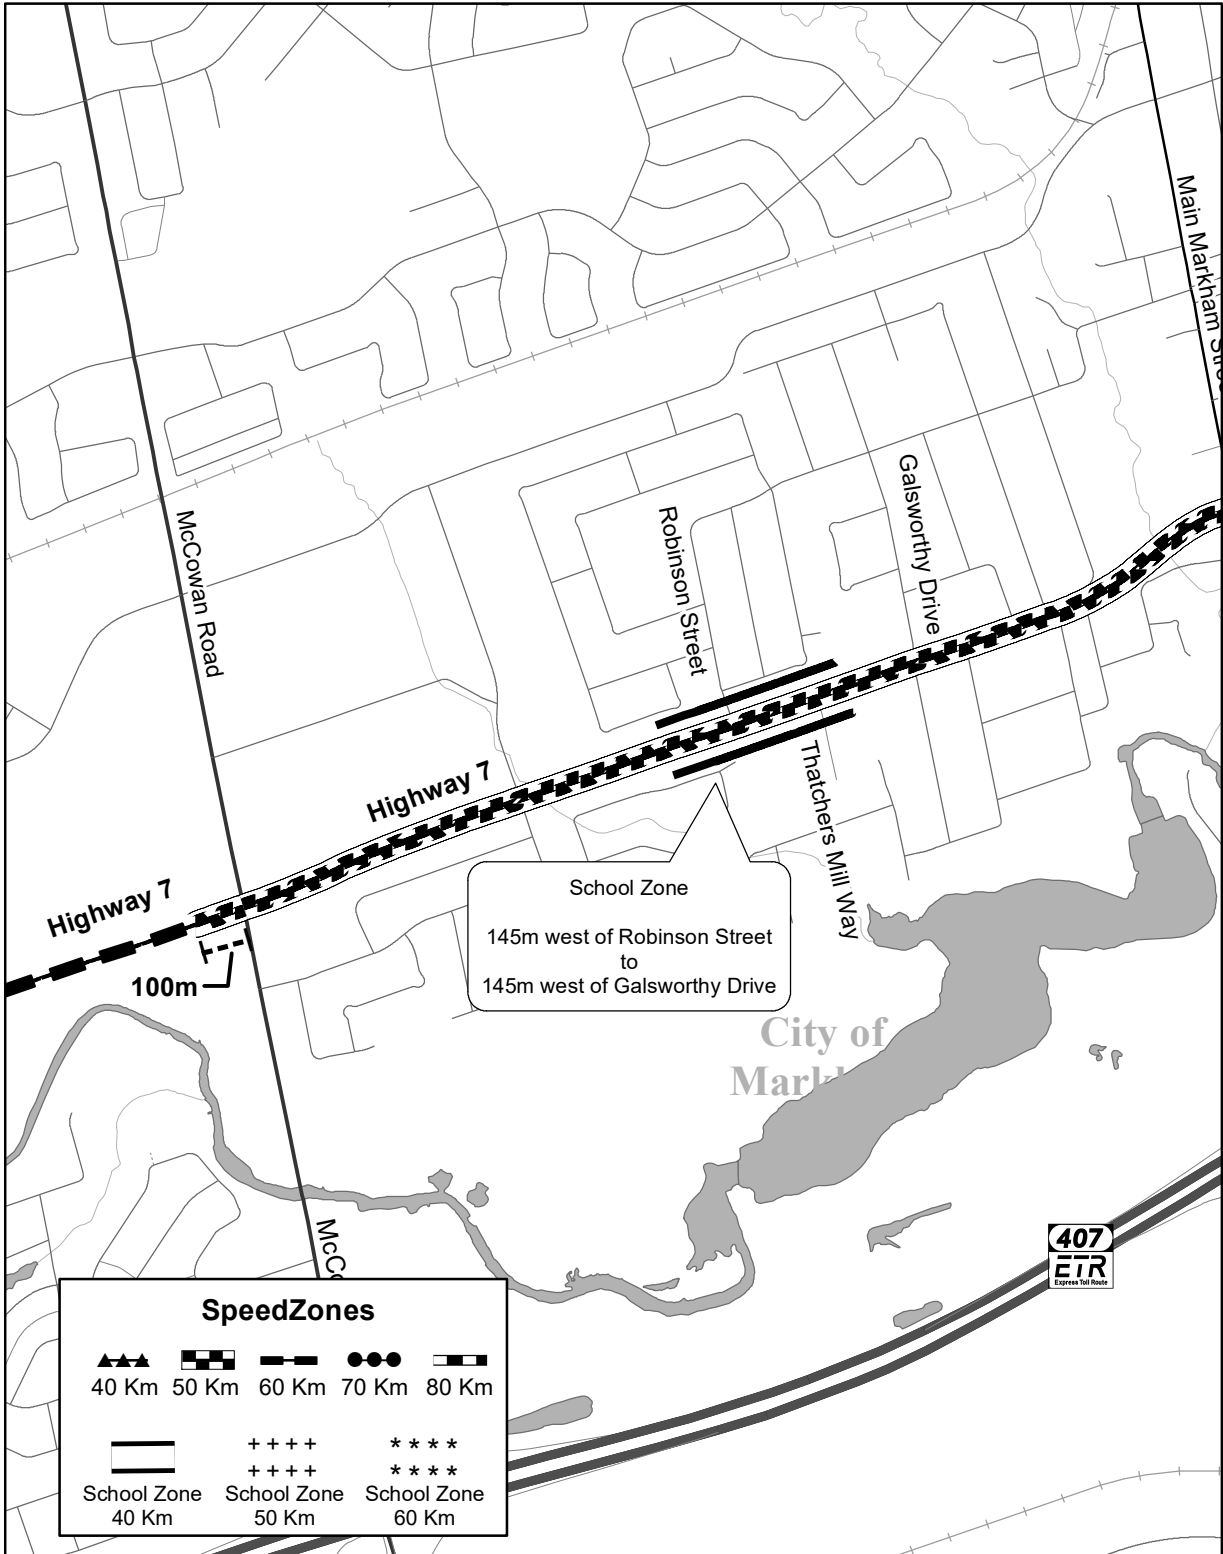 Main Markham Stre
Galsworthy Drive
Robinson Street
McCowan Road
Highway 7
Thatchers Mill Way
Highway 7
100m
School Zone
145m west of Robinson Street
to
145m west of Galsworthy Drive
City of
Mark
McCo
407
ETR
Express Toll Route
SpeedZones
40 Km 50 Km 60 Km 70 Km 80 Km
School Zone School Zone School Zone
40 Km 50 Km 60 Km